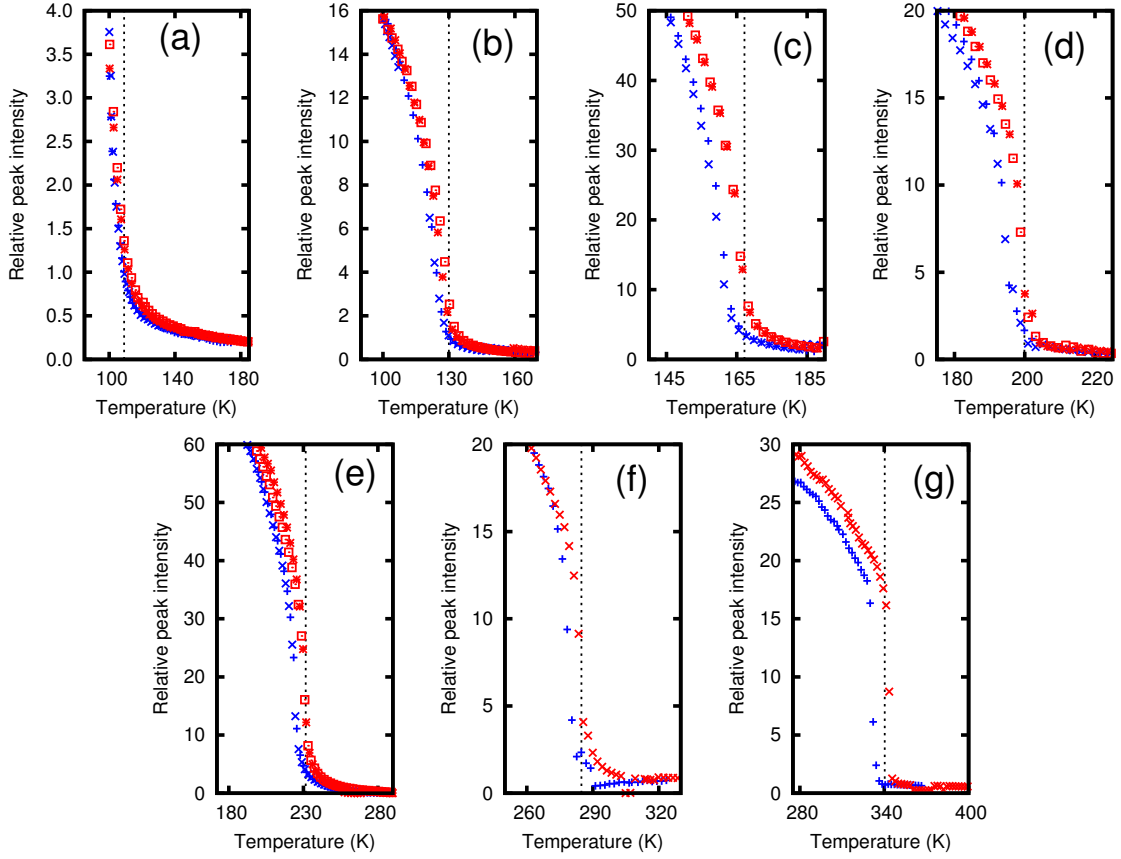 (a)
Relative peak intensity
4.0
3.5
3.0
2.5
2.0
1.5
1.0
0.5
0.0
100 140 180
Temperature (K)
(b)
Relative peak intensity
16
14
12
10
8
6
4
2
0
100 130 160
Temperature (K)
(c)
Relative peak intensity
50
40
30
20
10
0
145 165 185
Temperature (K)
(d)
Relative peak intensity
20
15
10
5
0
180 200 220
Temperature (K)
(e)
Relative peak intensity
60
50
40
30
20
10
0
180 230 280
Temperature (K)
(f)
Relative peak intensity
20
15
10
5
0
260 290 320
Temperature (K)
(g)
Relative peak intensity
30
25
20
15
10
5
0
280 340 400
Temperature (K)